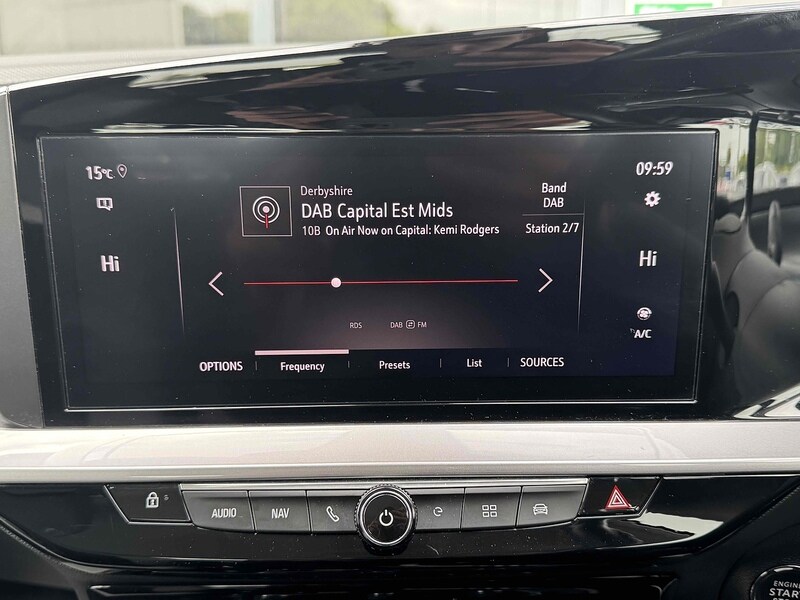 15°C
09:59
Derbyshire
DAB Capital Est Mids
10B On Air Now on Capital: Kemi Rodgers
Band
DAB
Station 2/7
Hi
Hi
A/C
RDS
DAB FM
OPTIONS
Frequency
Presets
List
SOURCES
AUDIO
NAV
ENGINE
START